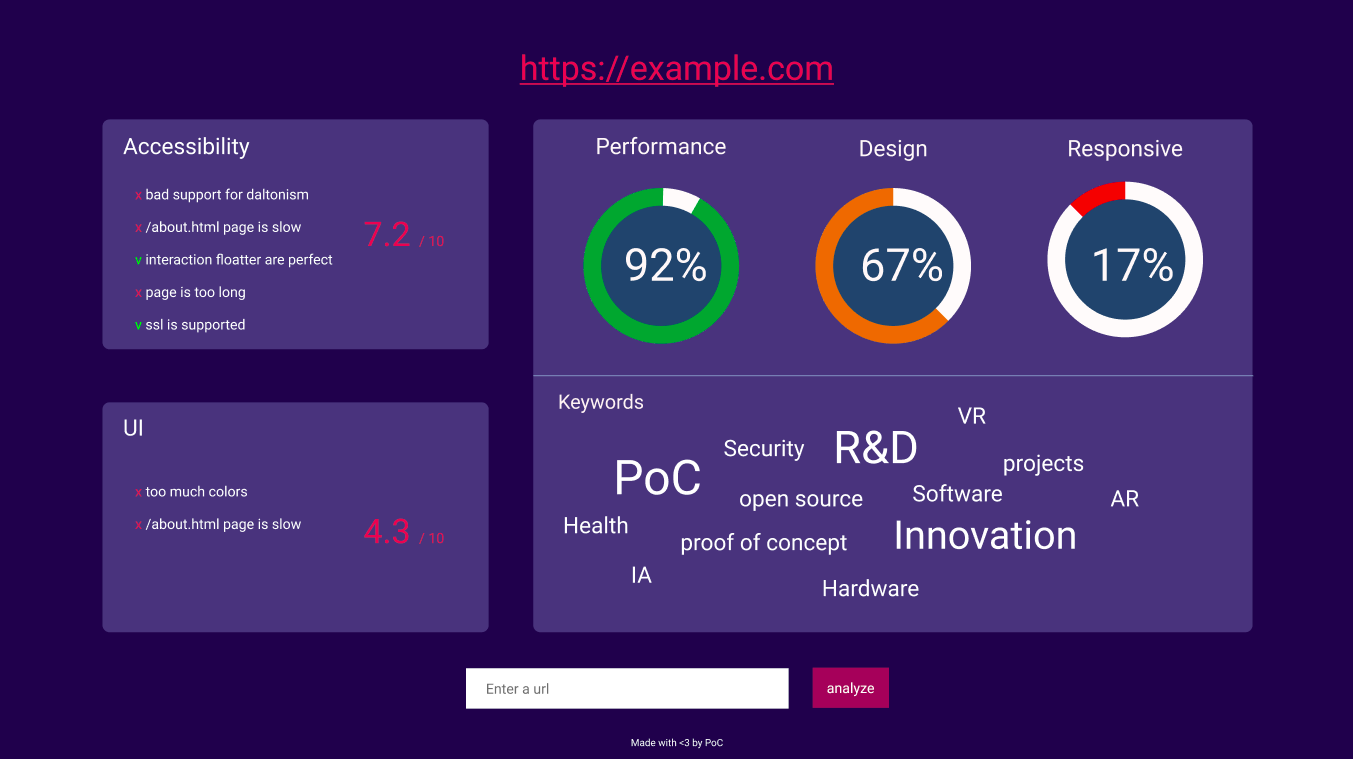 https://example.com
Accessibility
x bad support for daltonism
x /about.html page is slow
v interaction floatter are perfect
x page is too long
v ssl is supported
7.2 / 10
UI
x too much colors
x /about.html page is slow
4.3 / 10
Performance Design Responsive
92% 67% 17%
Keywords
VR
Security R&D
projects
PoC
open source Software AR
Health
proof of concept Innovation
IA
Hardware
Enter a url analyze
Made with <3 by PoC